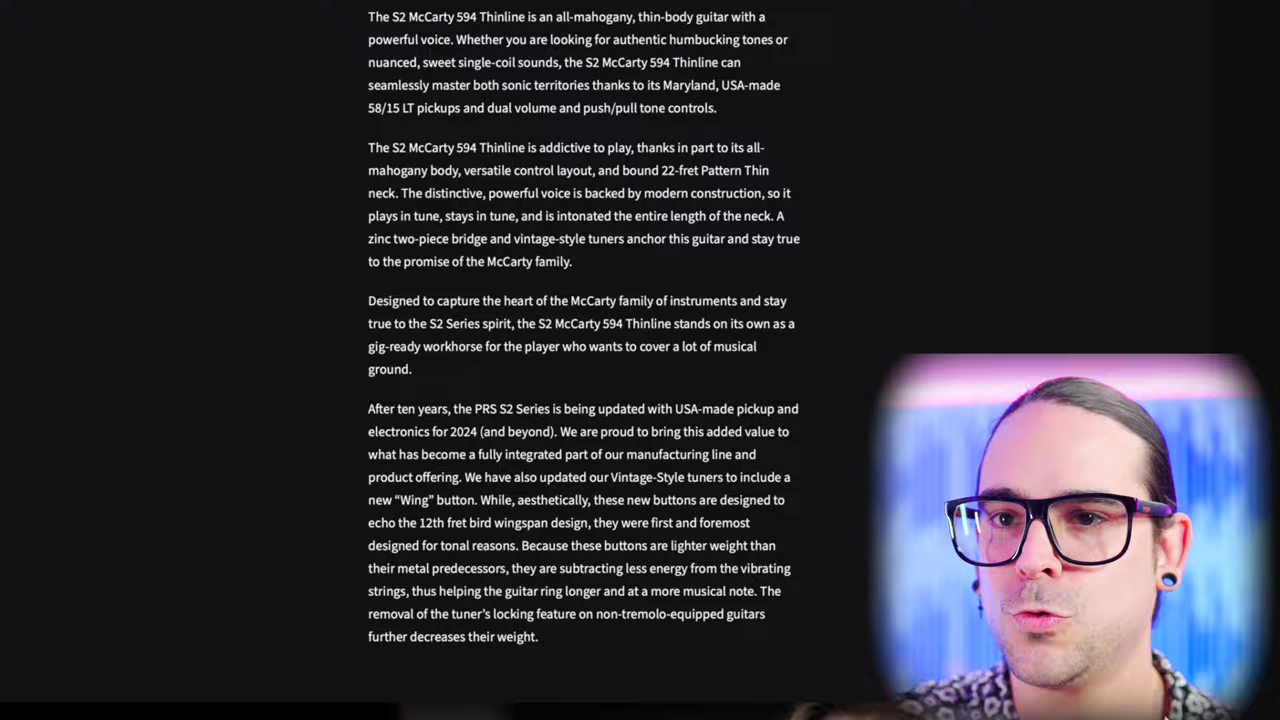 The S2 McCarty 594 Thinline is an all-mahogany, thin-body guitar with a
powerful voice. Whether you are looking for authentic humbucking tones or
nuanced, sweet single-coil sounds, the S2 McCarty 594 Thinline can
seamlessly master both sonic territories thanks to its Maryland, USA-made
58/15 LT pickups and dual volume and push/pull tone controls.
The S2 McCarty 594 Thinline is addictive to play, thanks in part to its all-
mahogany body, versatile control layout, and bound 22-fret Pattern Thin
neck. The distinctive, powerful voice is backed by modern construction, so it
plays in tune, stays in tune, and is intonated the entire length of the neck. A
zinc two-piece bridge and vintage-style tuners anchor this guitar and stay true
to the promise of the McCarty family.
Designed to capture the heart of the McCarty family of instruments and stay
true to the S2 Series spirit, the S2 McCarty 594 Thinline stands on its own as a
gig-ready workhorse for the player who wants to cover a lot of musical
ground.
After ten years, the PRS S2 Series is being updated with USA-made pickup and
electronics for 2024 (and beyond). We are proud to bring this added value to
what has become a fully integrated part of our manufacturing line and
product offering. We have also updated our Vintage-Style tuners to include a
new “Wing” button. While, aesthetically, these new buttons are designed to
echo the 12th fret bird wingspan design, they were first and foremost
designed for tonal reasons. Because these buttons are lighter weight than
their metal predecessors, they are subtracting less energy from the vibrating
strings, thus helping the guitar ring longer and at a more musical note. The
removal of the tuner’s locking feature on non-tremolo-equipped guitars
further decreases their weight.